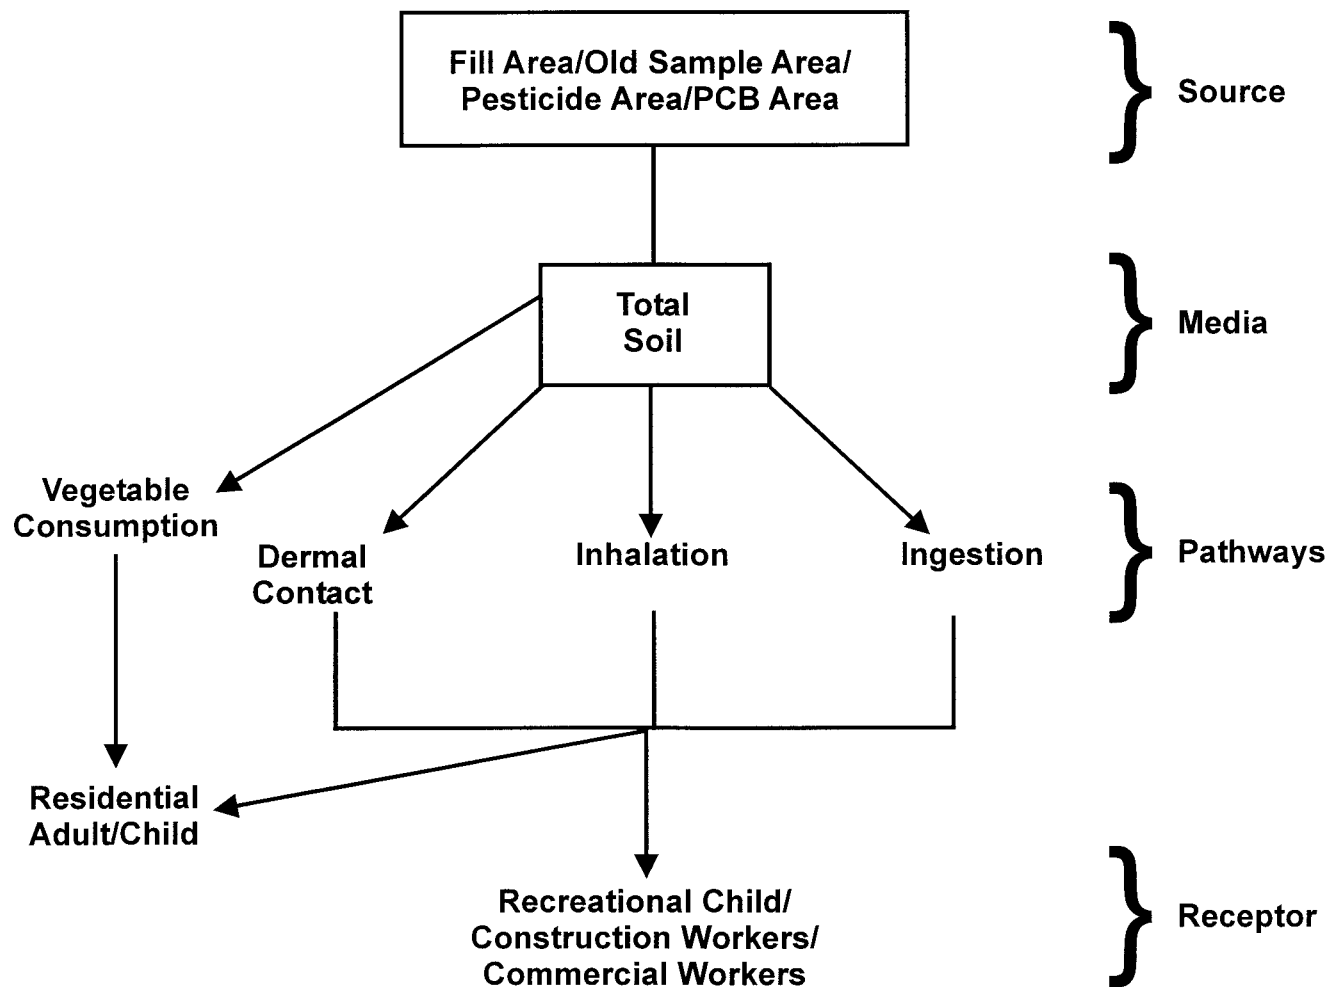 Fill Area/Old Sample Area/
Pesticide Area/PCB Area
Source
Total
Soil
Media
Vegetable
Consumption
Dermal
Contact
Inhalation
Ingestion
Pathways
Residential
Adult/Child
Recreational Child/
Construction Workers/
Commercial Workers
Receptor